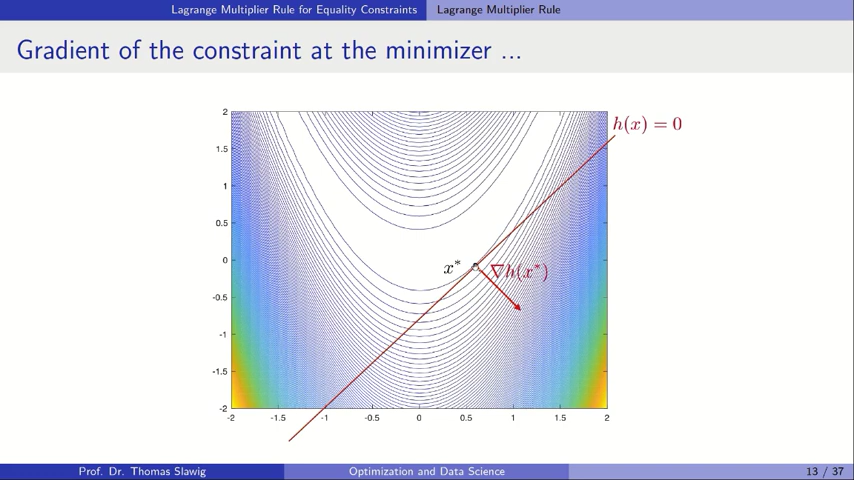 Lagrange Multiplier Rule for Equality Constraints Lagrange Multiplier Rule
Gradient of the constraint at the minimizer ...
h(x) = 0
2
1.5
1
0.5
0
-0.5
-1
-1.5
-2
x*
∇h(x*)
-2 -1.5 -1 -0.5 0 0.5 1 1.5 2
Prof. Dr. Thomas Slawig Optimization and Data Science 13 / 37